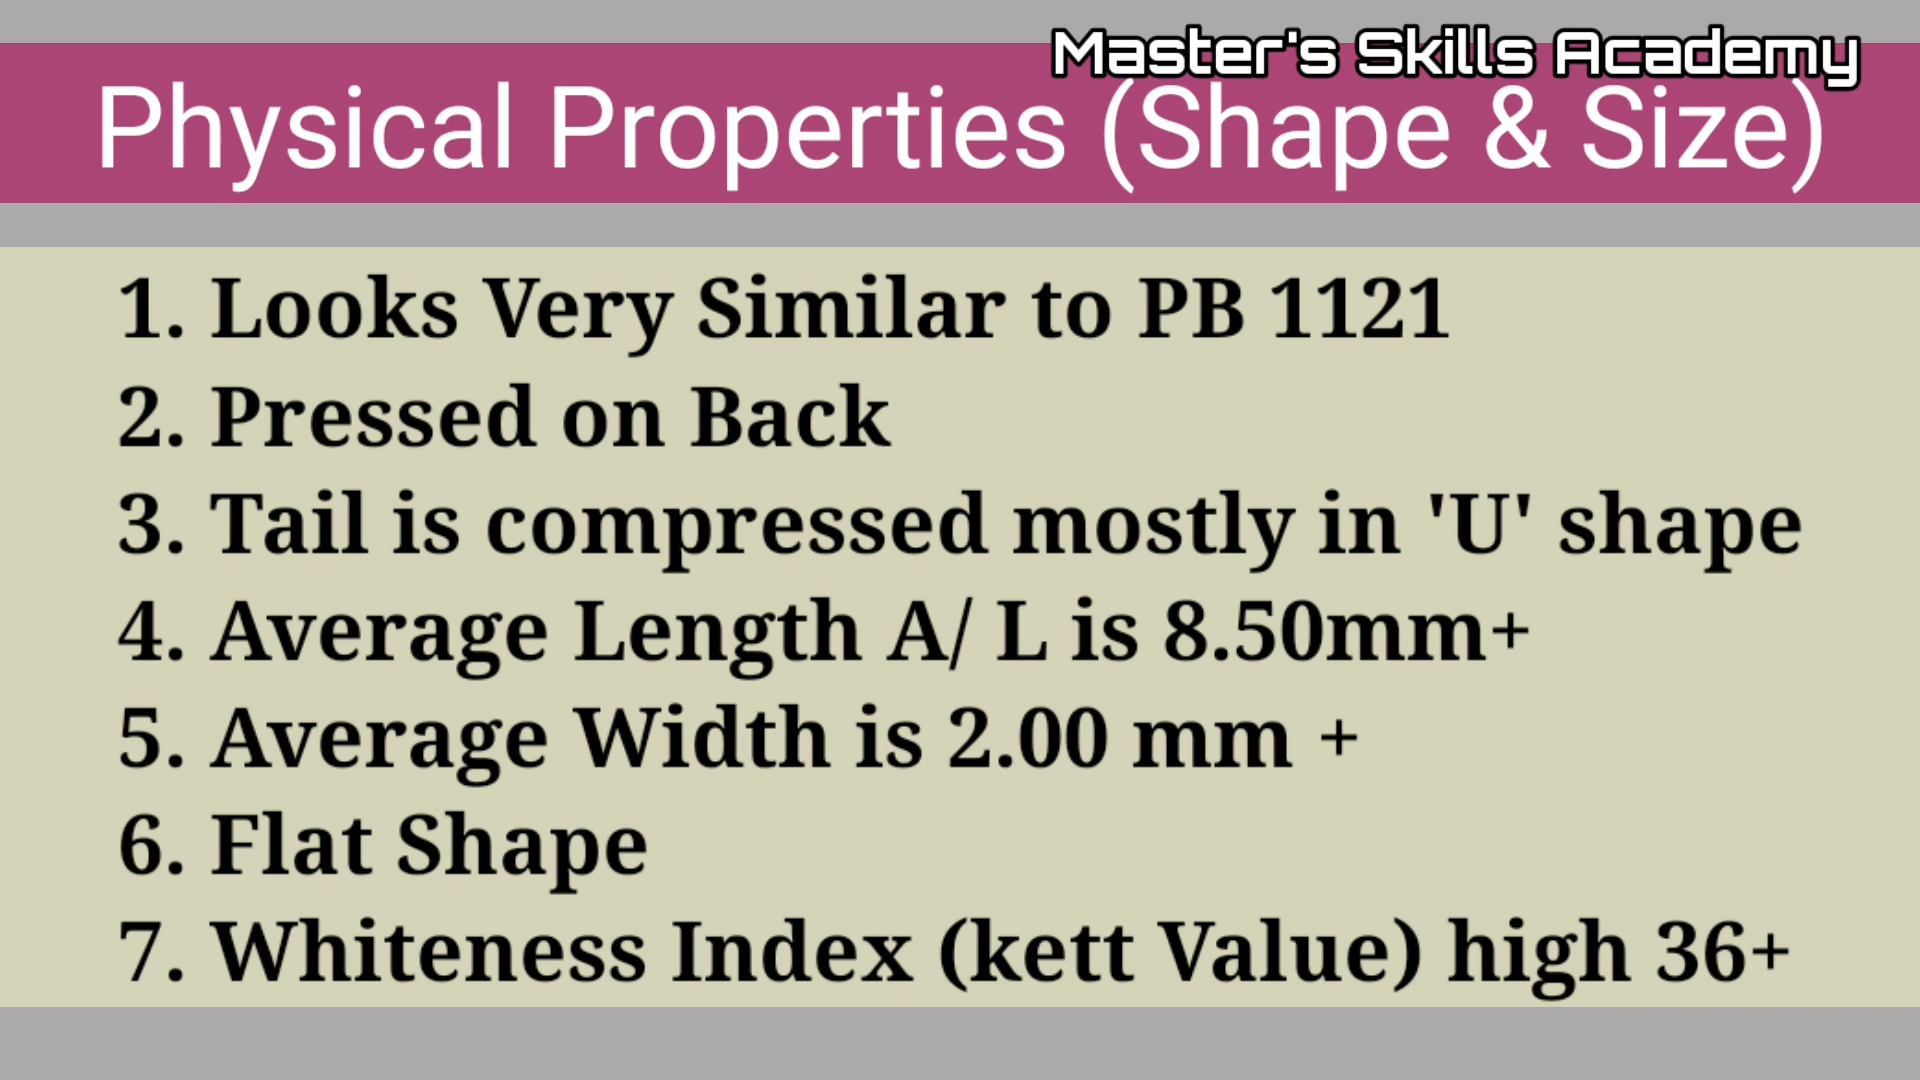 Master's Skills Academy
Physical Properties (Shape & Size)
1. Looks Very Similar to PB 1121
2. Pressed on Back
3. Tail is compressed mostly in 'U' shape
4. Average Length A/ L is 8.50mm+
5. Average Width is 2.00 mm +
6. Flat Shape
7. Whiteness Index (kett Value) high 36+